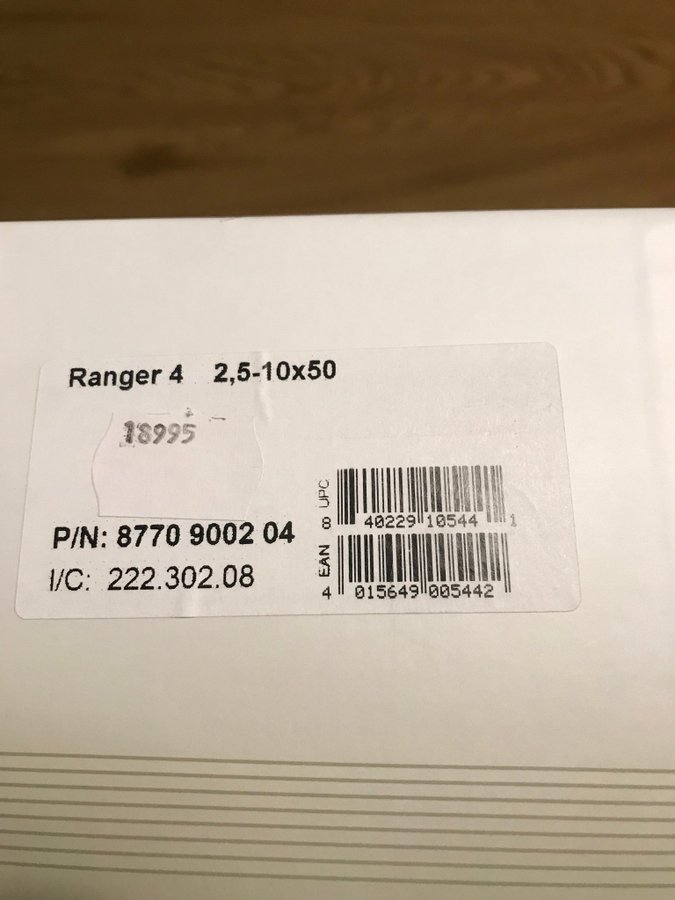 Ranger 4 2,5-10x50
18995
P/N: 8770 9002 04
I/C: 222.302.08
UPC
8 40229 10544 1
EAN
4 015649 005442